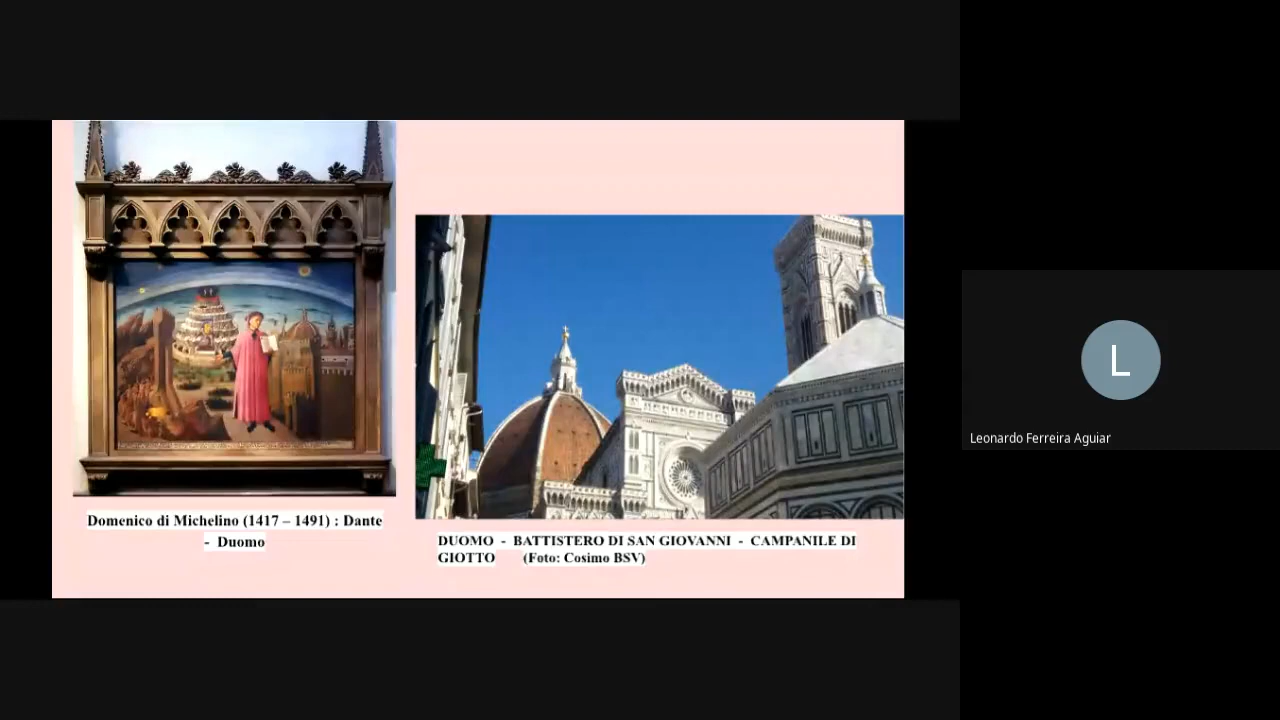 Domenico di Michelino (1417 – 1491) : Dante
- Duomo
DUOMO - BATTISTERO DI SAN GIOVANNI - CAMPANILE DI
GIOTTO (Foto: Cosimo BSV)
L
Leonardo Ferreira Aguiar